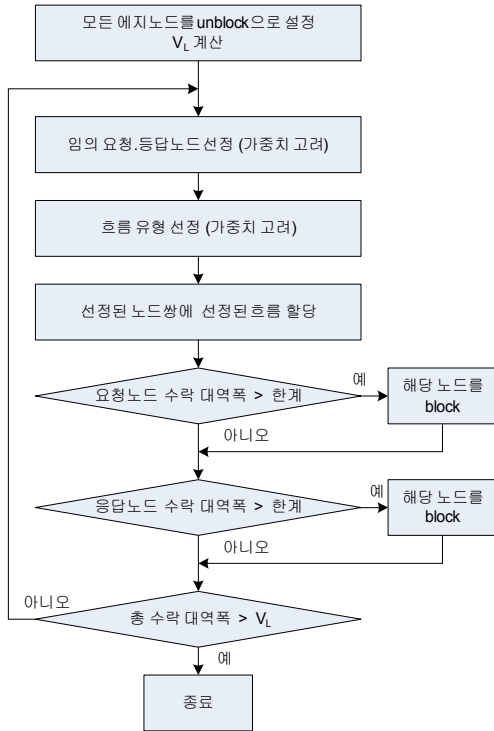 모든 에지노드를 unblock으로 설정
V_L 계산
임의 요청.등답노드선정 (가중치 고려)
흐름 유형 선정 (가중치 고려)
선정된 노드쌍에 선정된흐름 할당
요청노드 수락 대역폭 > 한계
예
해당 노드를
block
아니오
응답노드 수락 대역폭 > 한계
예
해당 노드를
block
아니오
아니오
총 수락 대역폭 > V_L
예
종료